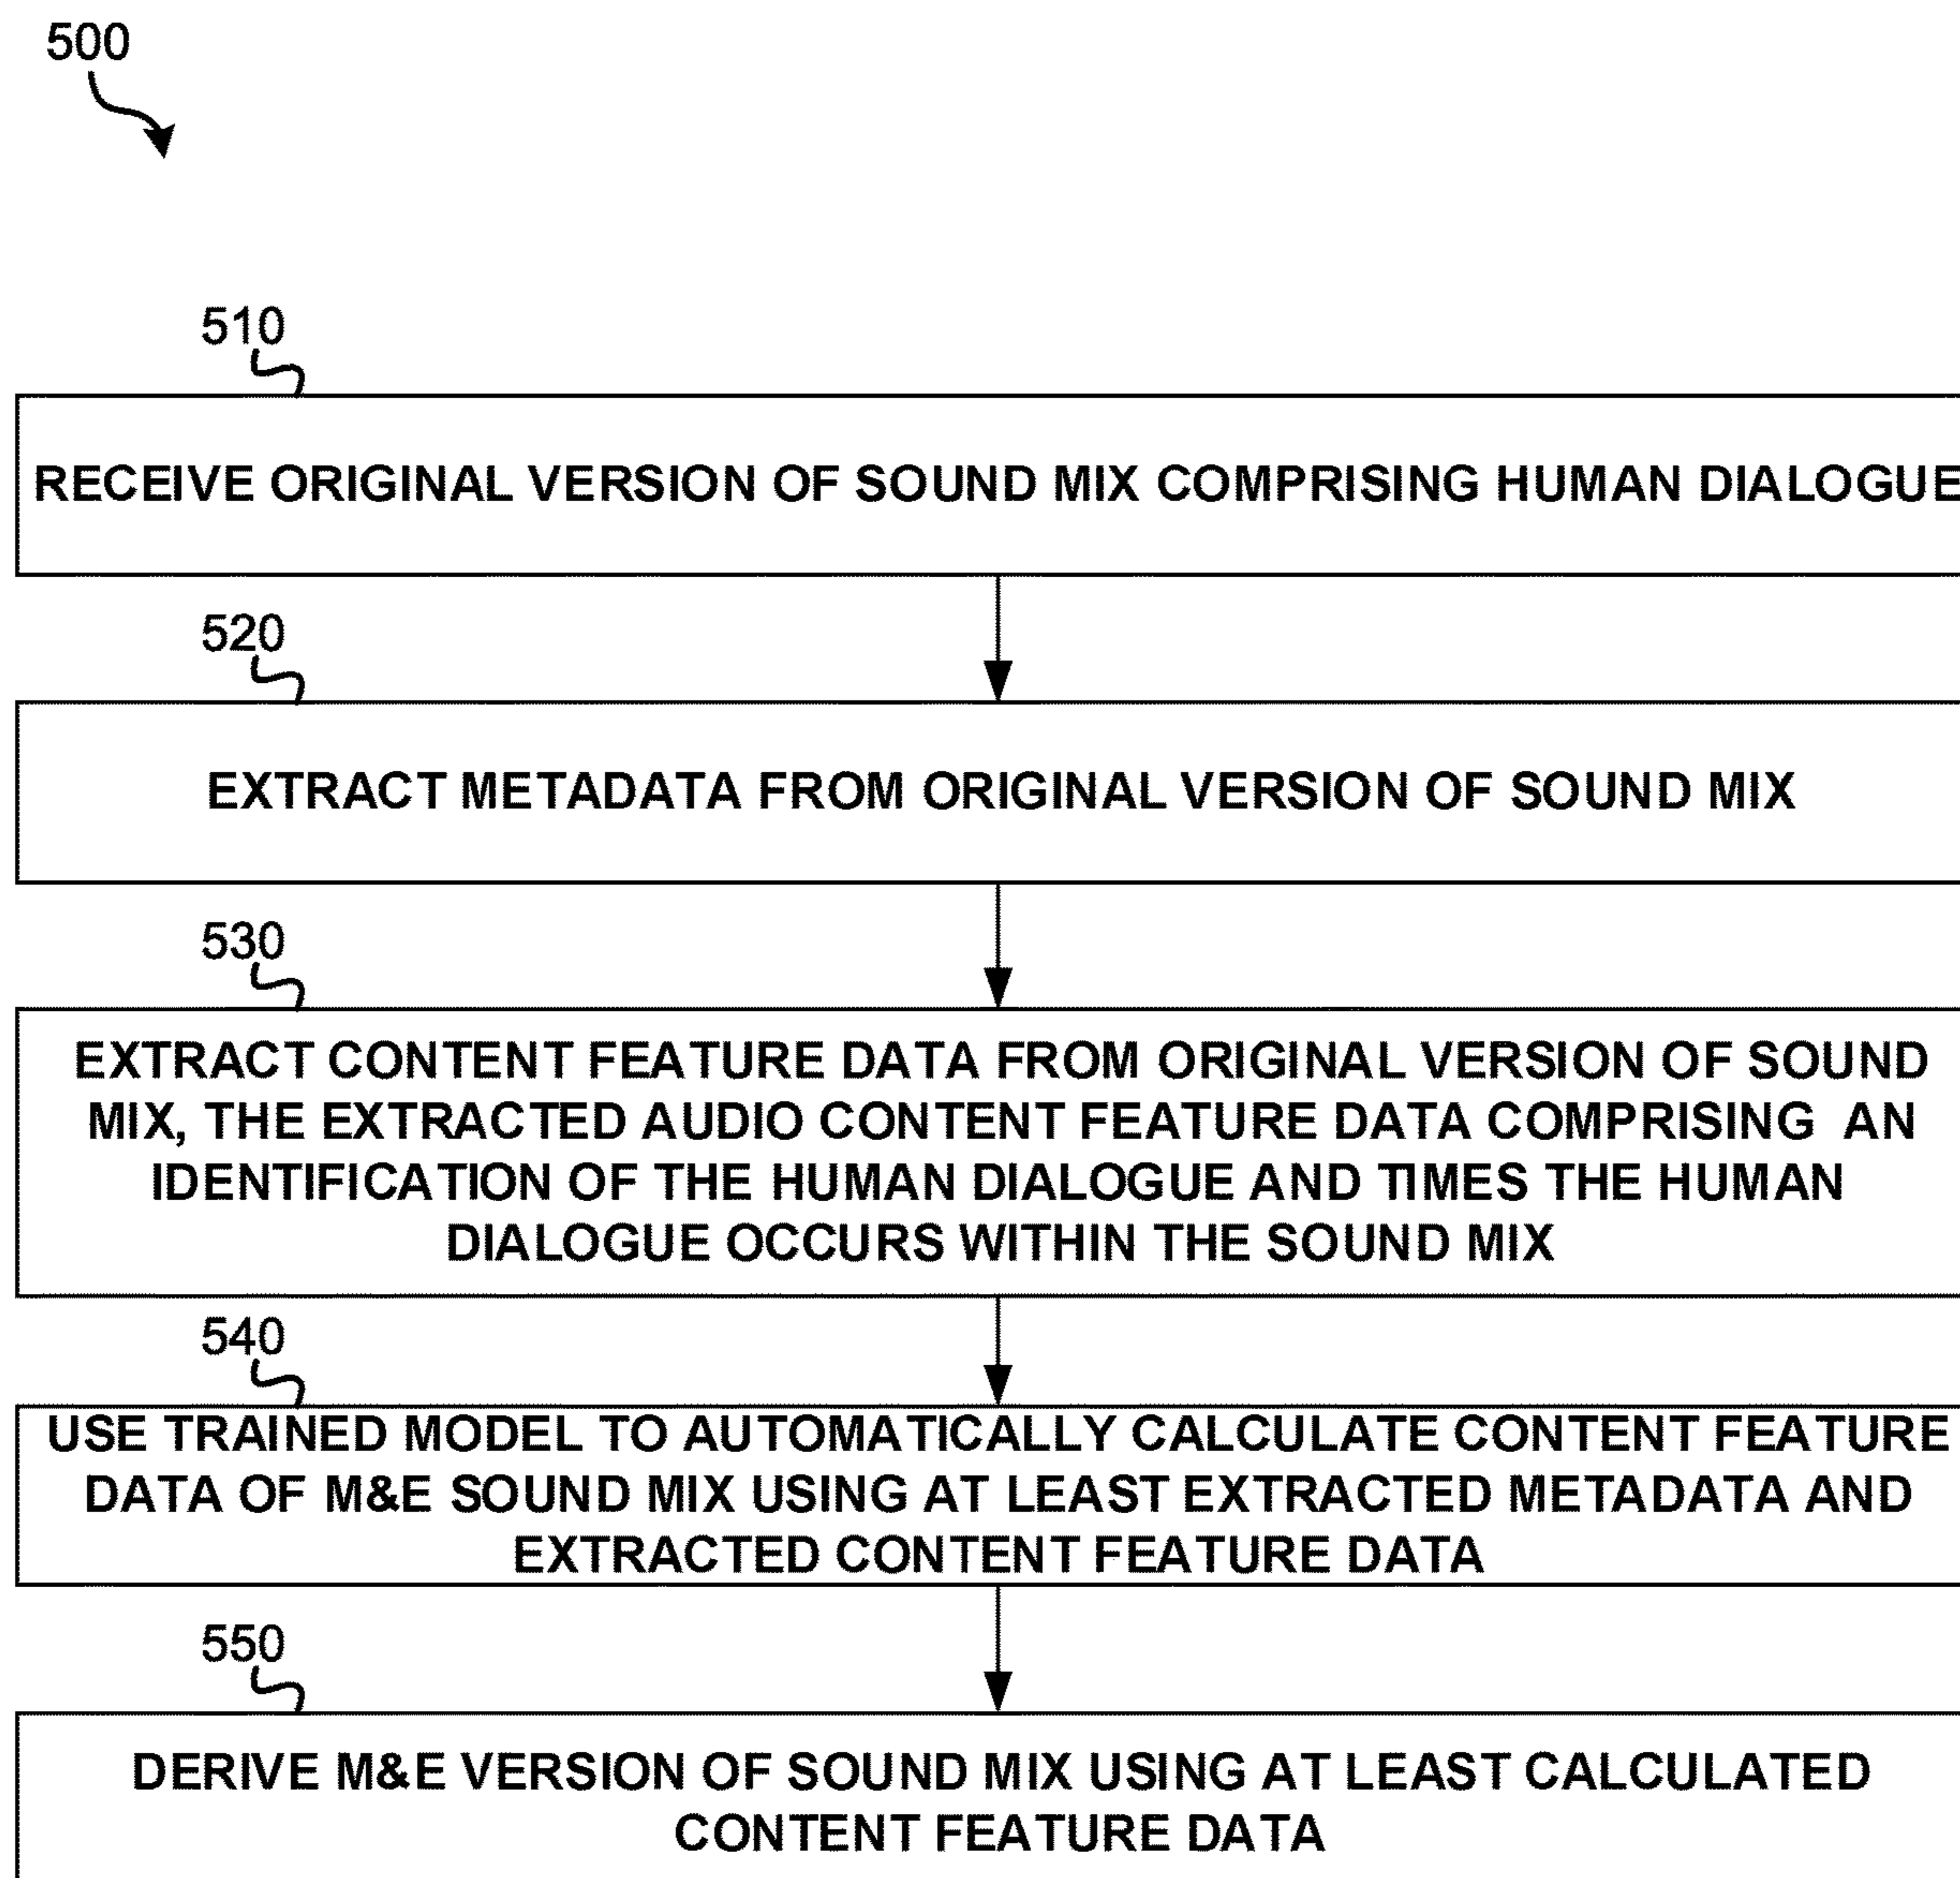 500
510
RECEIVE ORIGINAL VERSION OF SOUND MIX COMPRISING HUMAN DIALOGUE
520
EXTRACT METADATA FROM ORIGINAL VERSION OF SOUND MIX
530
EXTRACT CONTENT FEATURE DATA FROM ORIGINAL VERSION OF SOUND
MIX, THE EXTRACTED AUDIO CONTENT FEATURE DATA COMPRISING AN
IDENTIFICATION OF THE HUMAN DIALOGUE AND TIMES THE HUMAN
DIALOGUE OCCURS WITHIN THE SOUND MIX
540
USE TRAINED MODEL TO AUTOMATICALLY CALCULATE CONTENT FEATURE
DATA OF M&E SOUND MIX USING AT LEAST EXTRACTED METADATA AND
EXTRACTED CONTENT FEATURE DATA
550
DERIVE M&E VERSION OF SOUND MIX USING AT LEAST CALCULATED
CONTENT FEATURE DATA